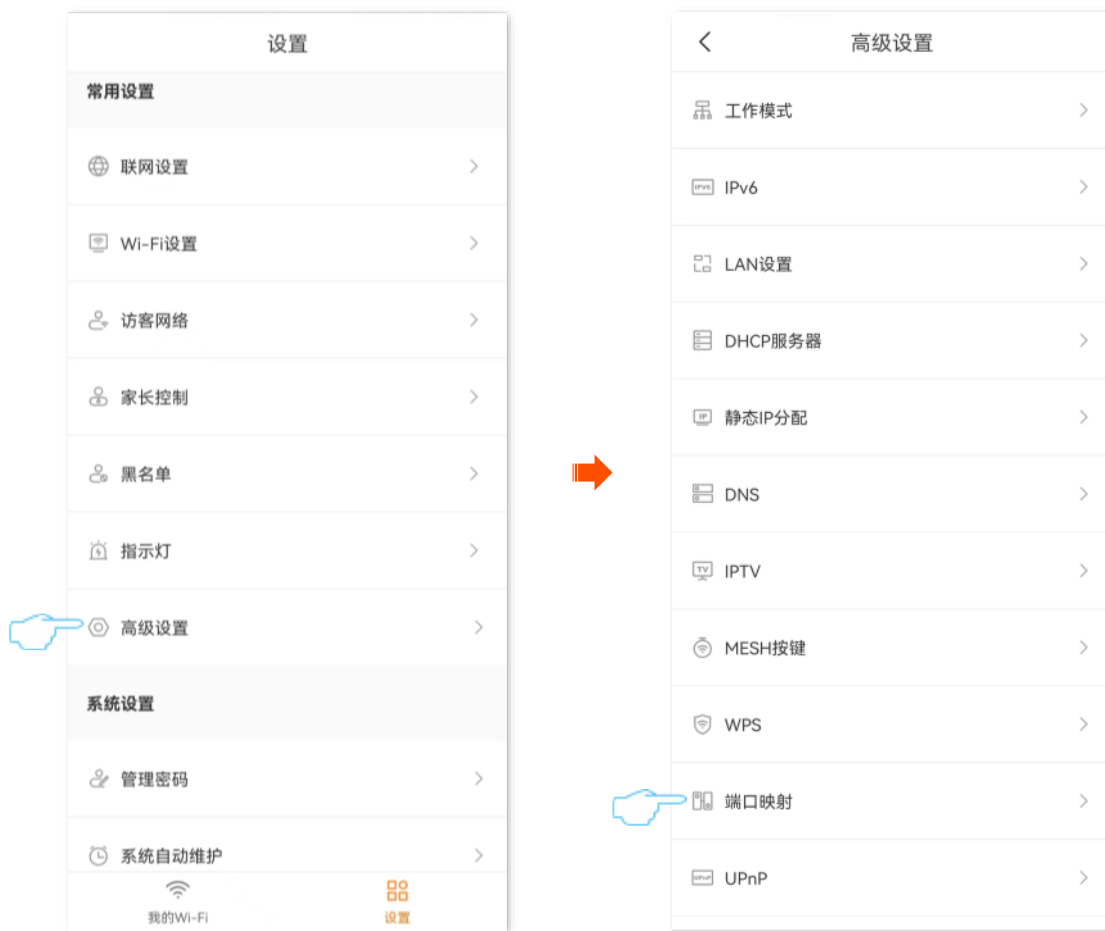 设置
常用设置
联网设置
Wi-Fi设置
访客网络
家长控制
黑名单
指示灯
高级设置
系统设置
管理密码
系统自动维护
我的Wi-Fi
设置
高级设置
工作模式
IPV6 IPv6
LAN设置
DHCP服务器
IP 静态IP分配
DNS
TV IPTV
MESH按键
WPS
端口映射
UPnP UPnP